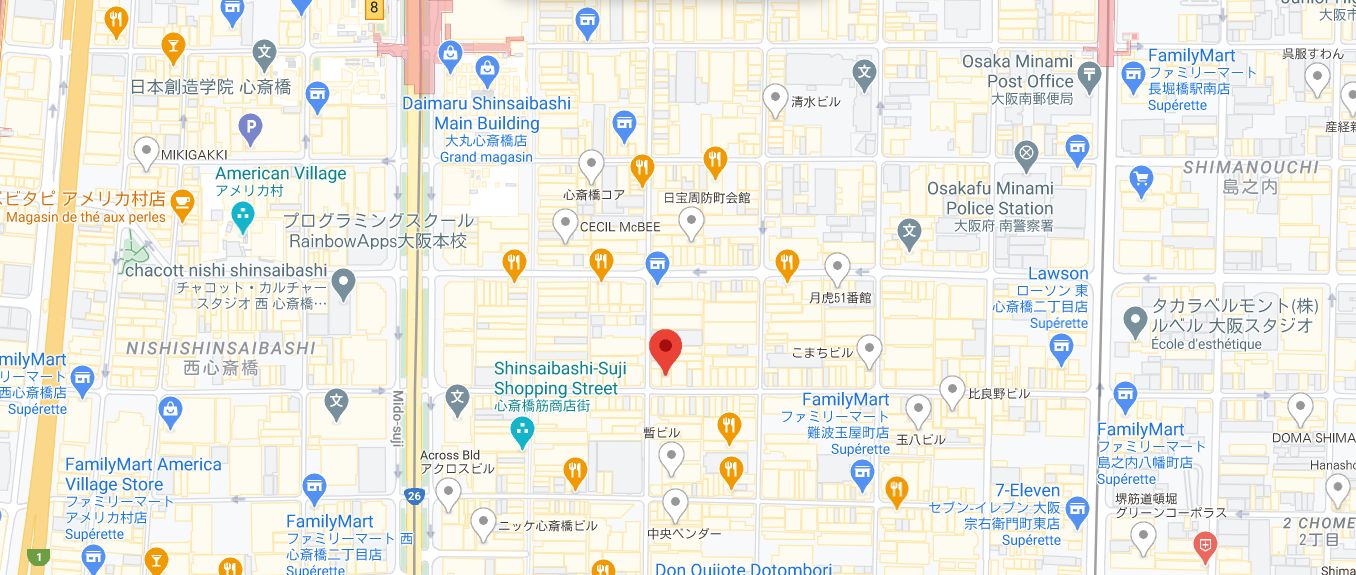 8
Junior High
大阪市
日本創造学院 心斎橋
Daimaru Shinsaibashi
Main Building
大丸心斎橋店
Grand magasin
清水ビル
Osaka Minami
Post Office
大阪南郵便局
FamilyMart
ファミリーマート
長堀橋駅南店
Supérette
呉服すわん
産経新
P
MIKIGAKKI
American Village
アメリカ村
ビタピ アメリカ村店
Magasin de thé aux perles
プログラミングスクール
RainbowApps大阪本校
心斎橋コア
日宝周防町会館
CECIL McBEE
Osakafu Minami
Police Station
大阪府 南警察署
SHIMANOUCHI
島之内
chacott nishi shinsaibashi
チャコット・カルチャー
スタジオ 西 心斎橋…
月虎51番館
Lawson
ローソン 東
心斎橋二丁目店
Supérette
タカラベルモント(株)
ルベル 大阪スタジオ
École d'esthétique
NISHISHINSAIBASHI
西心斎橋
milyMart
リーマート
西心斎橋店
Supérette
Shinsaibashi-Suji
Shopping Street
心斎橋筋商店街
こまちビル
比良野ビル
Mido-suji
FamilyMart
ファミリーマート
難波玉屋町店
Supérette
玉八ビル
暫ビル
FamilyMart
ファミリーマート
島之内八幡町店
Supérette
DOMA SHIMA
Across Bld
アクロスビル
FamilyMart America
Village Store
ファミリーマート
アメリカ村店
Supérette
26
FamilyMart
ファミリーマート 西
心斎橋二丁目店
Supérette
ニッケ心斎橋ビル
中央ベンダー
7-Eleven
セブン-イレブン 大阪
宗右衛門町東店
Supérette
堺筋道頓堀
グリーンコーポラス
Hanasho
2 CHOME
2丁目
1
Don Quijote Dotombori
Shima